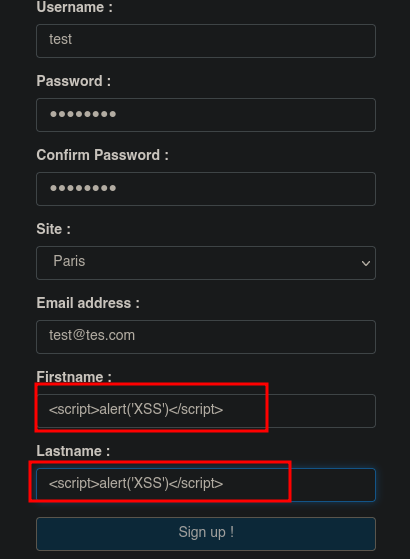 Username :
test
Password :
●●●●●●●●
Confirm Password :
●●●●●●●●
Site :
Paris
Email address :
test@tes.com
Firstname :
<script>alert('XSS')</script>
Lastname :
<script>alert('XSS')</script>
Sign up !